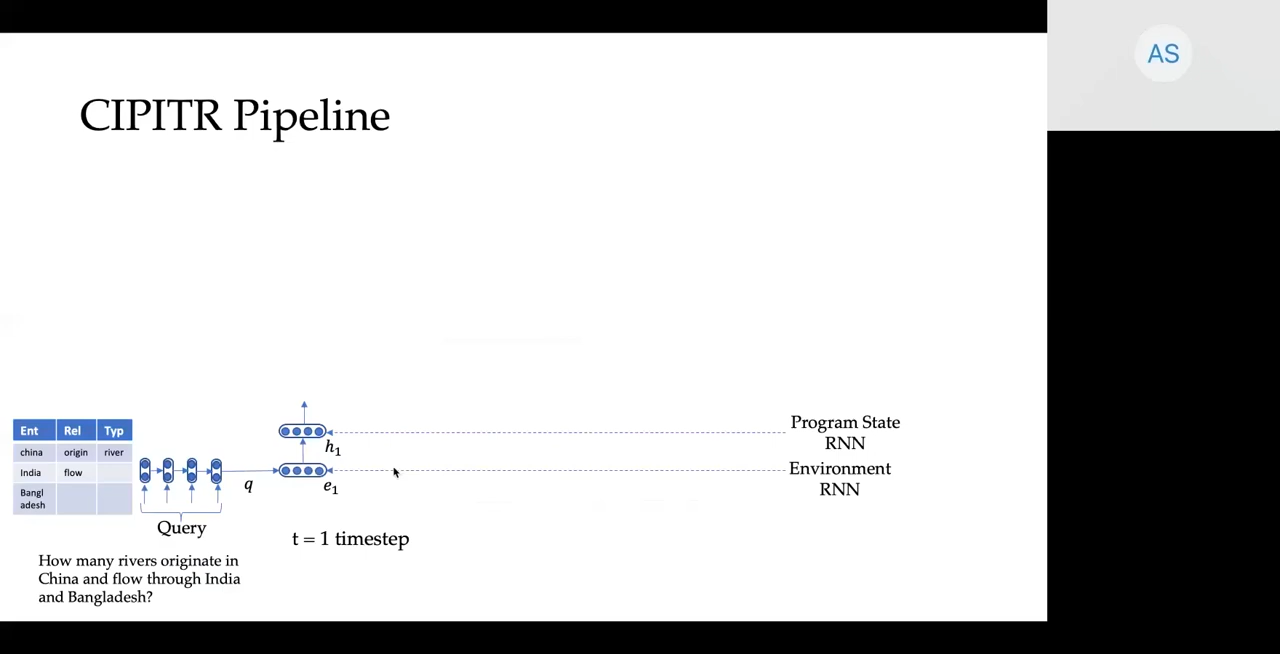 AS
CIPITR Pipeline
Ent Rel Typ
china origin river
India flow
Bangl
adesh
Query
How many rivers originate in
China and flow through India
and Bangladesh?
q
h₁
e₁
t = 1 timestep
Program State
RNN
Environment
RNN